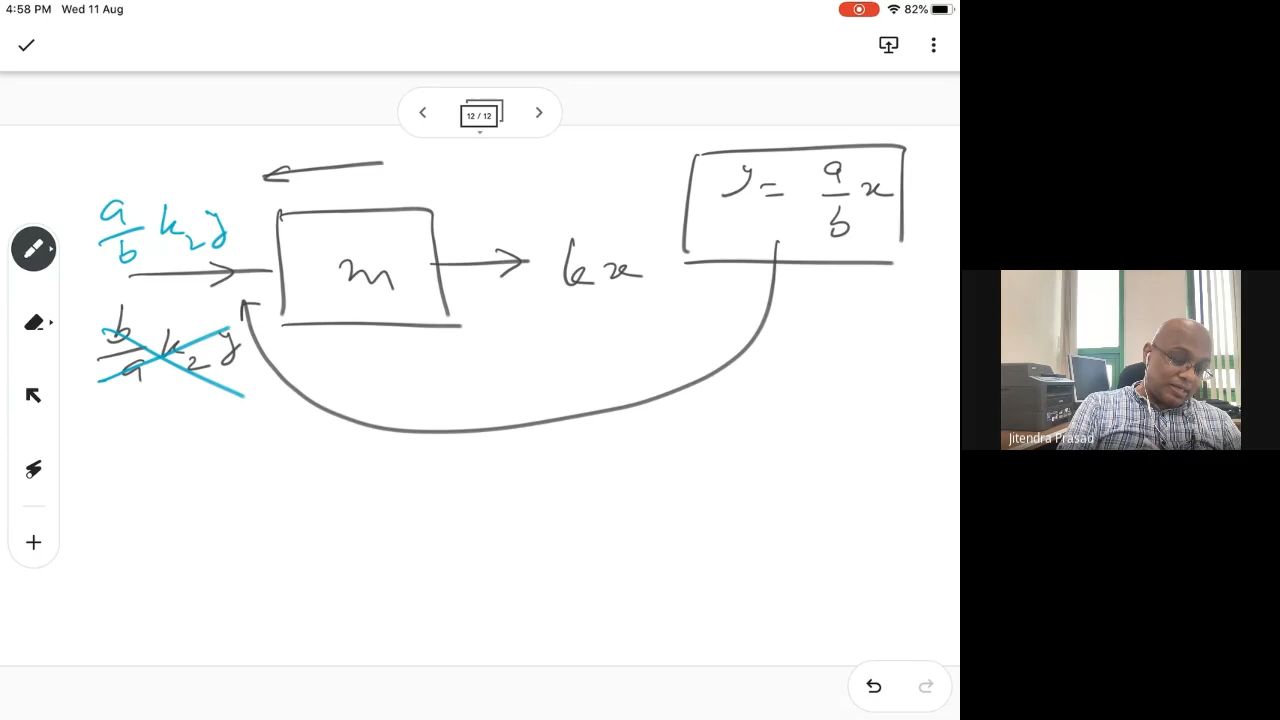 4:58 PM Wed 11 Aug
82%
12 / 12
y = a/b x
a/b k₂y
m
kx
b/a k₂y
Jitendra Prasad